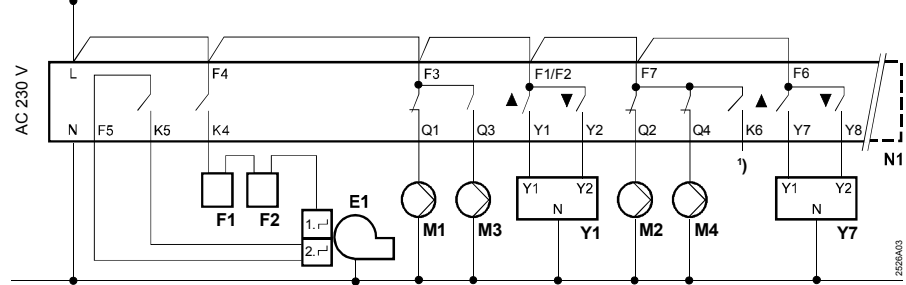 AC 230 V
L F4 F3 F1/F2 F7 F6
N F5 K5 K4 Q1 Q3 Y1 Y2 Q2 Q4 K6 Y7 Y8
N1
1)
F1 F2 E1 M1 M3 M2 M4
1.
2.
Y1 Y2
N
Y1
Y1 Y2
N
Y7
2526A03